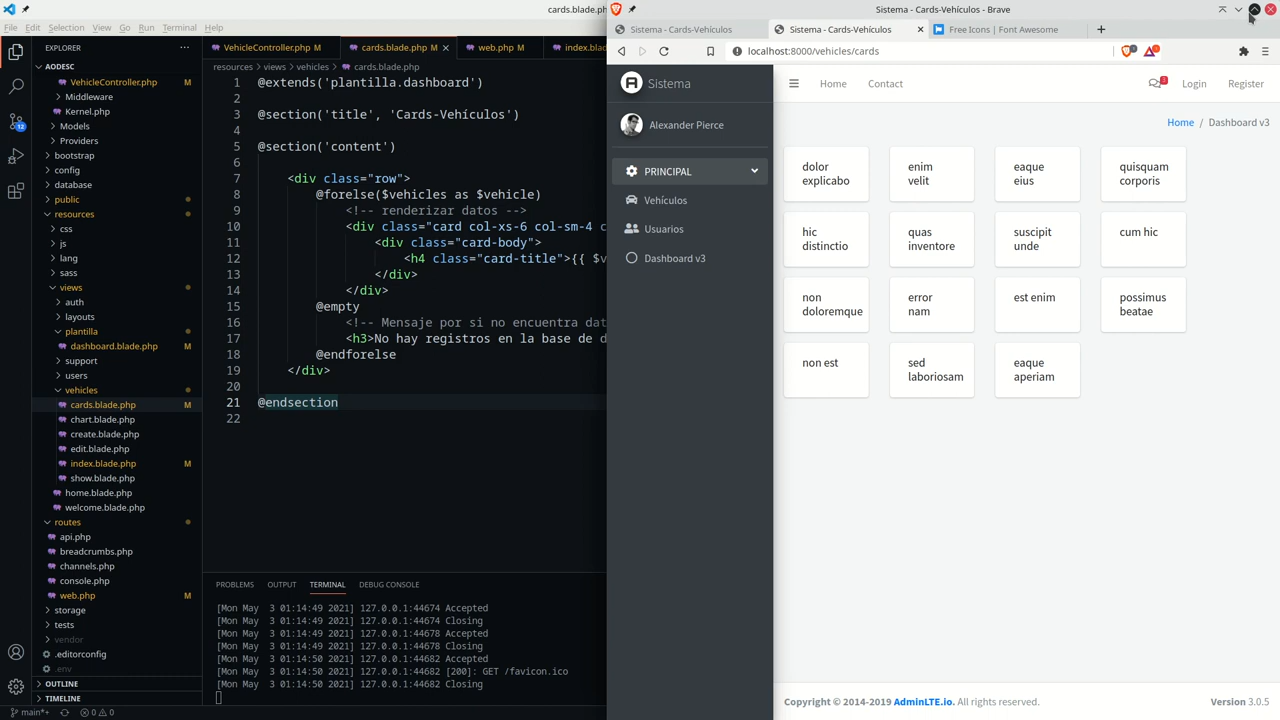 cards.blade.ph
File Edit Selection View Go Run Terminal Help
EXPLORER
AODESC
VehicleController.php M
Middleware
Kernel.php
Models
Providers
bootstrap
config
database
public
resources
css
js
lang
sass
views
auth
layouts
plantilla
dashboard.blade.php M
support
users
vehicles
cards.blade.php M
chart.blade.php
create.blade.php
edit.blade.php
index.blade.php M
show.blade.php
home.blade.php
welcome.blade.php
routes
api.php
breadcrumbs.php
channels.php
console.php
web.php M
storage
tests
vendor
.editorconfig
.env
OUTLINE
TIMELINE
main*+ 0 0
12
VehicleController.php M cards.blade.php M web.php M index.blad
resources > views > vehicles > cards.blade.php
1 @extends('plantilla.dashboard')
2
3 @section('title', 'Cards-Vehículos')
4
5 @section('content')
6
7 <div class="row">
8 @forelse($vehicles as $vehicle)
9 <!-- renderizar datos -->
10 <div class="card col-xs-6 col-sm-4 c
11 <div class="card-body">
12 <h4 class="card-title">{{ $v
13 </div>
14 </div>
15 @empty
16 <!-- Mensaje por si no encuentra dat
17 <h3>No hay registros en la base de d
18 @endforelse
19 </div>
20
21 @endsection
22
PROBLEMS OUTPUT TERMINAL DEBUG CONSOLE
[Mon May 3 01:14:49 2021] 127.0.0.1:44674 Accepted
[Mon May 3 01:14:49 2021] 127.0.0.1:44674 Closing
[Mon May 3 01:14:49 2021] 127.0.0.1:44678 Accepted
[Mon May 3 01:14:49 2021] 127.0.0.1:44678 Closing
[Mon May 3 01:14:50 2021] 127.0.0.1:44682 Accepted
[Mon May 3 01:14:50 2021] 127.0.0.1:44682 [200]: GET /favicon.ico
[Mon May 3 01:14:50 2021] 127.0.0.1:44682 Closing
Sistema - Cards-Vehículos - Brave
Sistema - Cards-Vehículos Sistema - Cards-Vehículos Free Icons | Font Awesome
localhost:8000/vehicles/cards
Sistema
Alexander Pierce
PRINCIPAL
Vehículos
Usuarios
Dashboard v3
Home Contact 3 Login Register
Home / Dashboard v3
dolor explicabo
enim velit
eaque eius
quisquam corporis
hic distinctio
quas inventore
suscipit unde
cum hic
non doloremque
error nam
est enim
possimus beatae
non est
sed laboriosam
eaque aperiam
Copyright © 2014-2019 AdminLTE.io. All rights reserved.
Version 3.0.5